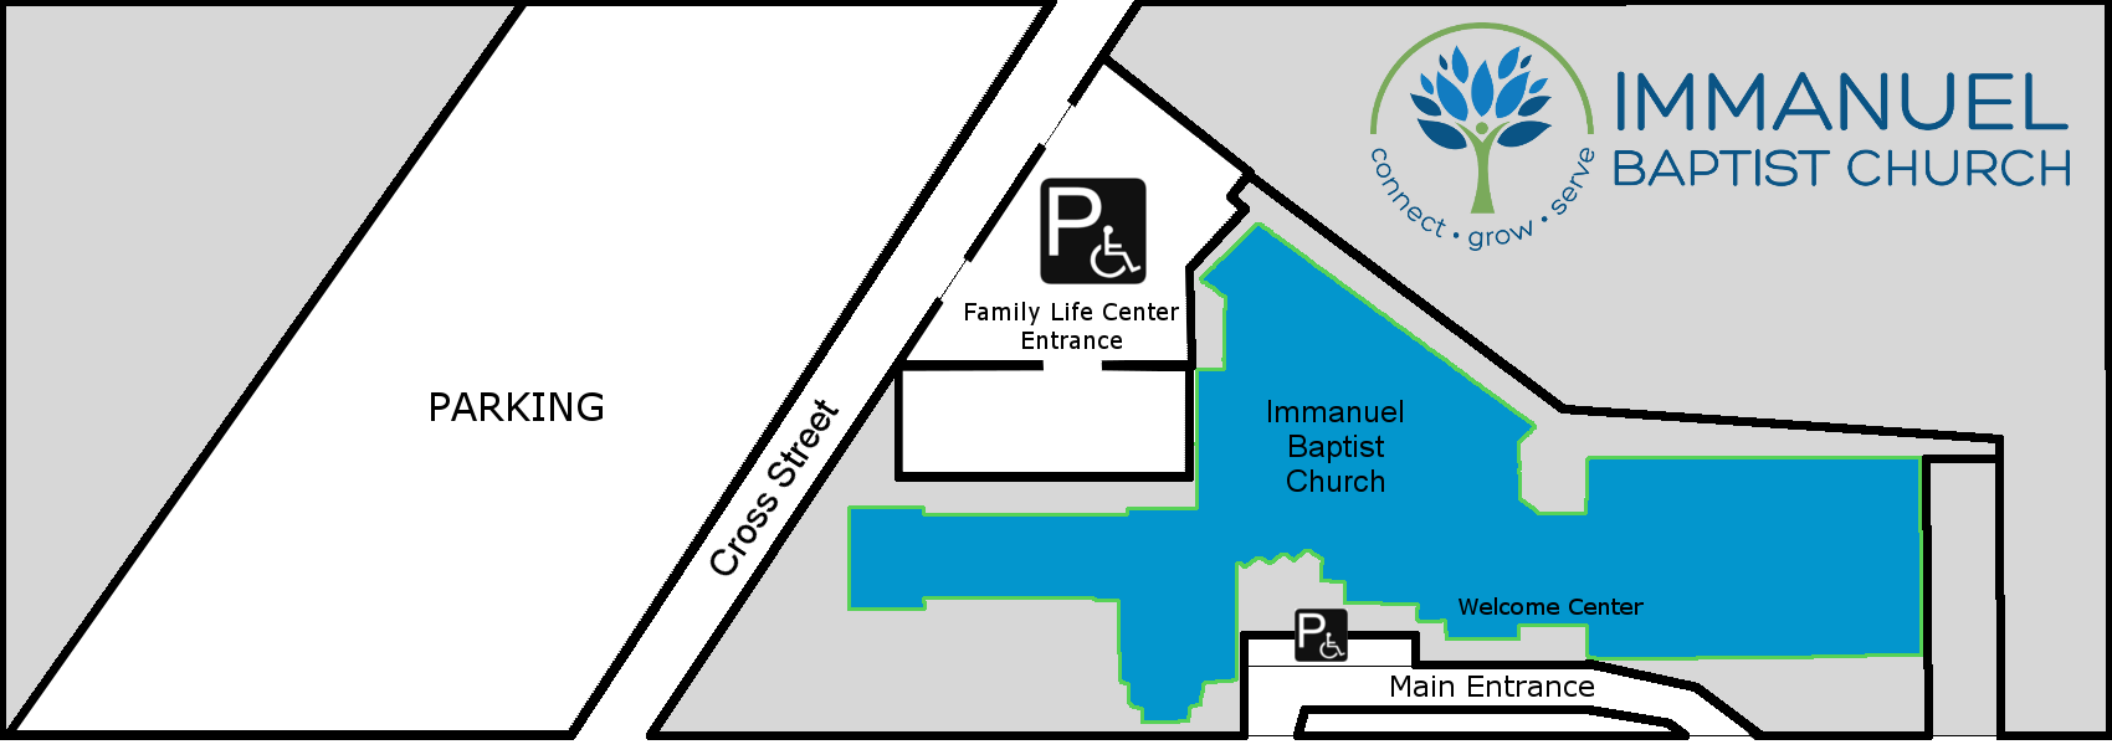 IMMANUEL
BAPTIST CHURCH
connect • grow • serve
P
Family Life Center
Entrance
PARKING
Cross Street
Immanuel
Baptist
Church
Welcome Center
P
Main Entrance